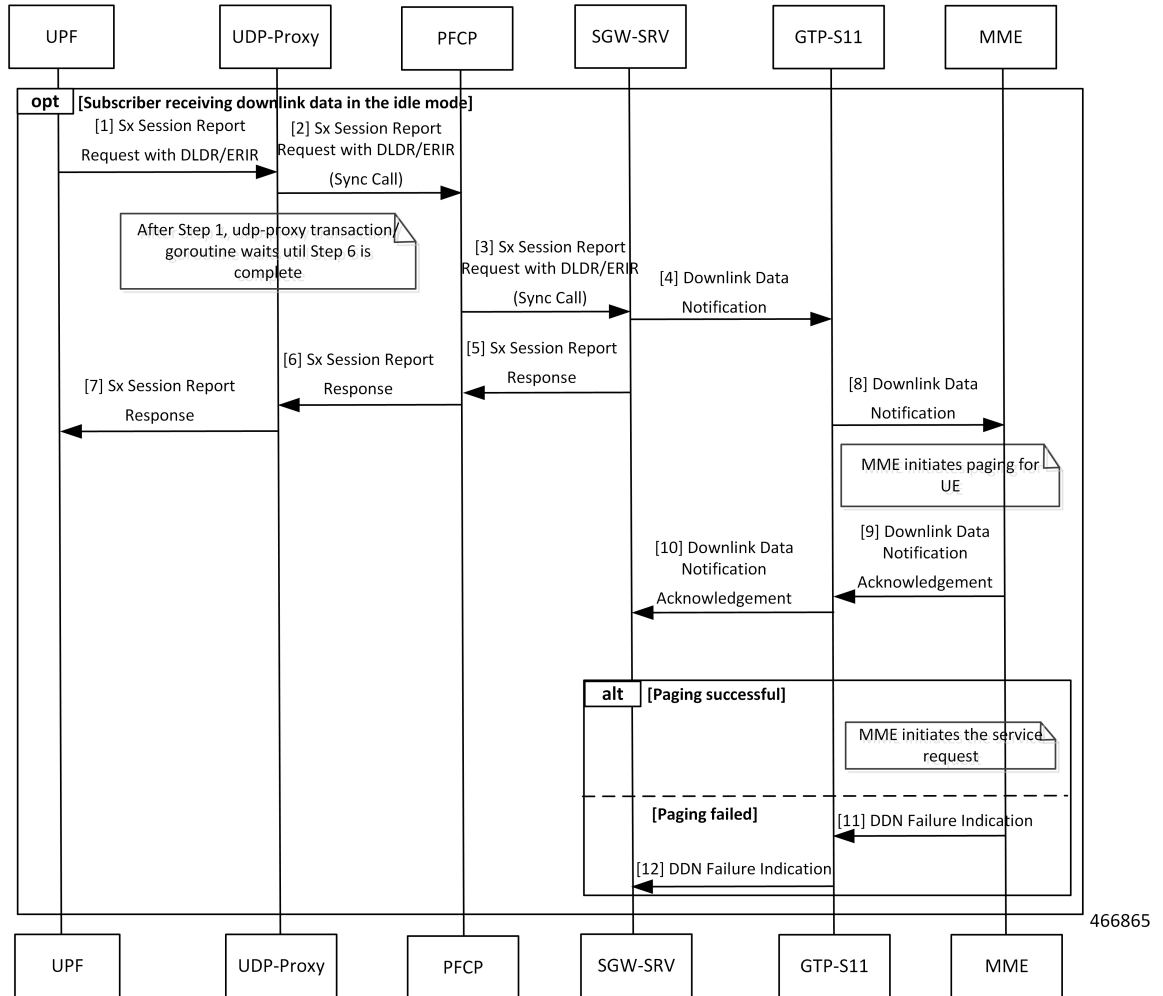 UPF
UDP-Proxy
PFCP
SGW-SRV
GTP-S11
MME
opt
[Subscriber receiving downlink data in the idle mode]
[1] Sx Session Report
Request with DLDR/ERIR
[2] Sx Session Report
Request with DLDR/ERIR
(Sync Call)
After Step 1, udp-proxy transaction/
goroutine waits util Step 6 is
complete
[3] Sx Session Report
Request with DLDR/ERIR
(Sync Call)
[4] Downlink Data
Notification
[5] Sx Session Report
Response
[6] Sx Session Report
Response
[7] Sx Session Report
Response
[8] Downlink Data
Notification
MME initiates paging for
UE
[9] Downlink Data
Notification
Acknowledgement
[10] Downlink Data
Notification
Acknowledgement
alt
[Paging successful]
MME initiates the service
request
[Paging failed]
[11] DDN Failure Indication
[12] DDN Failure Indication
466865
UPF
UDP-Proxy
PFCP
SGW-SRV
GTP-S11
MME